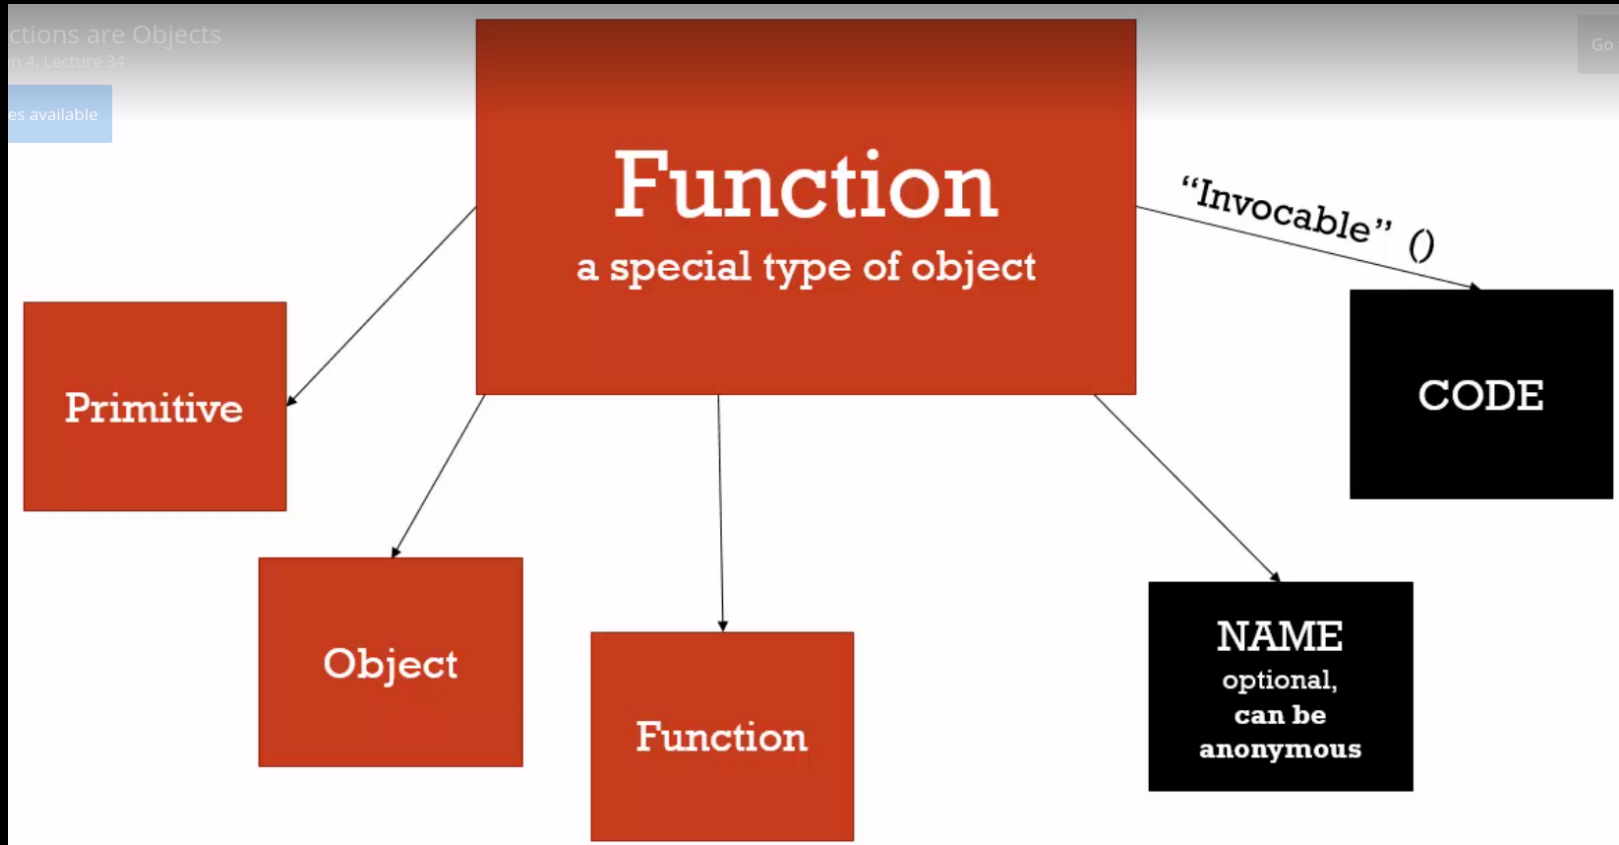 ctions are Objects
n 4, Lecture 34
Go
es available
Function
a special type of object
“Invocable” ()
Primitive
CODE
Object
Function
NAME
optional,
can be
anonymous